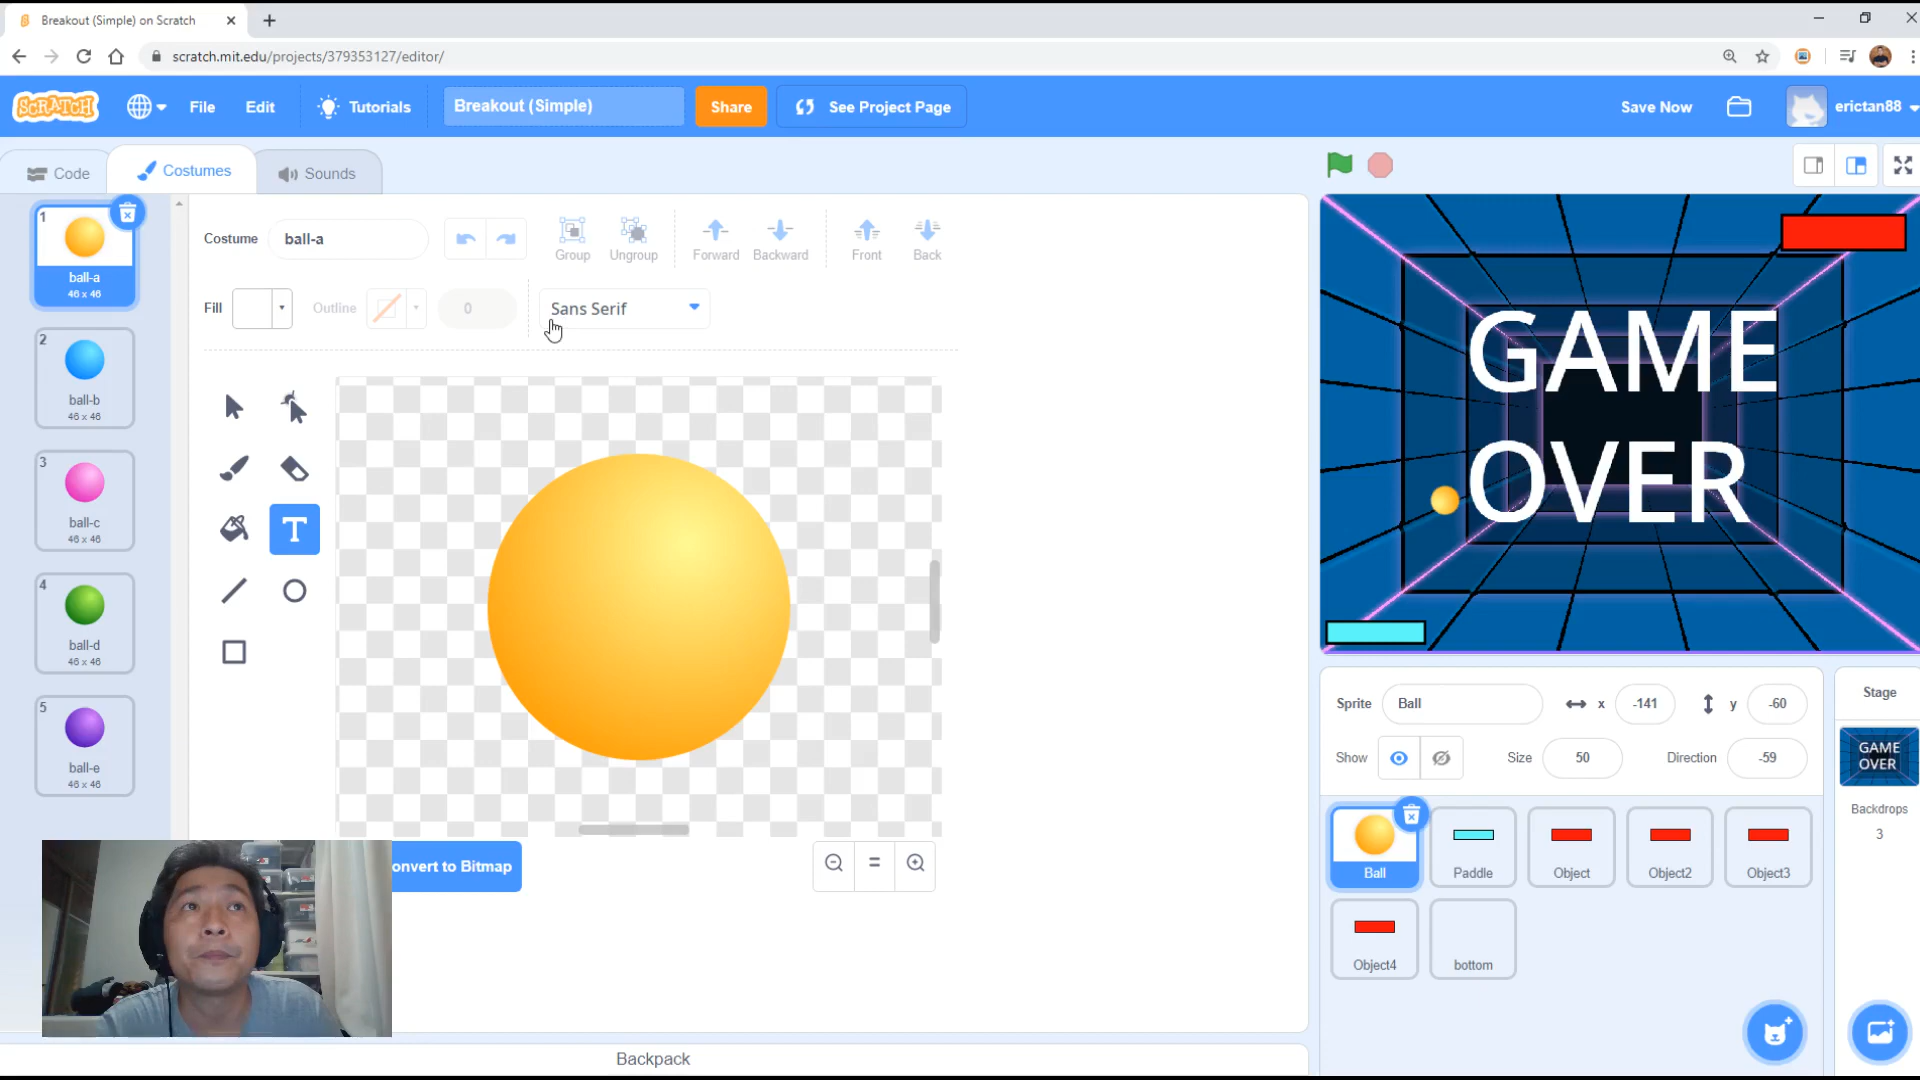 Breakout (Simple) on Scratch
scratch.mit.edu/projects/379353127/editor/
SCRATCH
File
Edit
Tutorials
Breakout (Simple)
Share
See Project Page
Save Now
erictan88
Code
Costumes
Sounds
1
ball-a
46 x 46
2
ball-b
46 x 46
3
ball-c
46 x 46
4
ball-d
46 x 46
5
ball-e
46 x 46
Costume
ball-a
Group
Ungroup
Forward
Backward
Front
Back
Fill
Outline
0
Sans Serif
T
onvert to Bitmap
GAME
OVER
Sprite
Ball
x
-141
y
-60
Show
Size
50
Direction
-59
Ball
Paddle
Object
Object2
Object3
Object4
bottom
Stage
GAME
OVER
Backdrops
3
Backpack